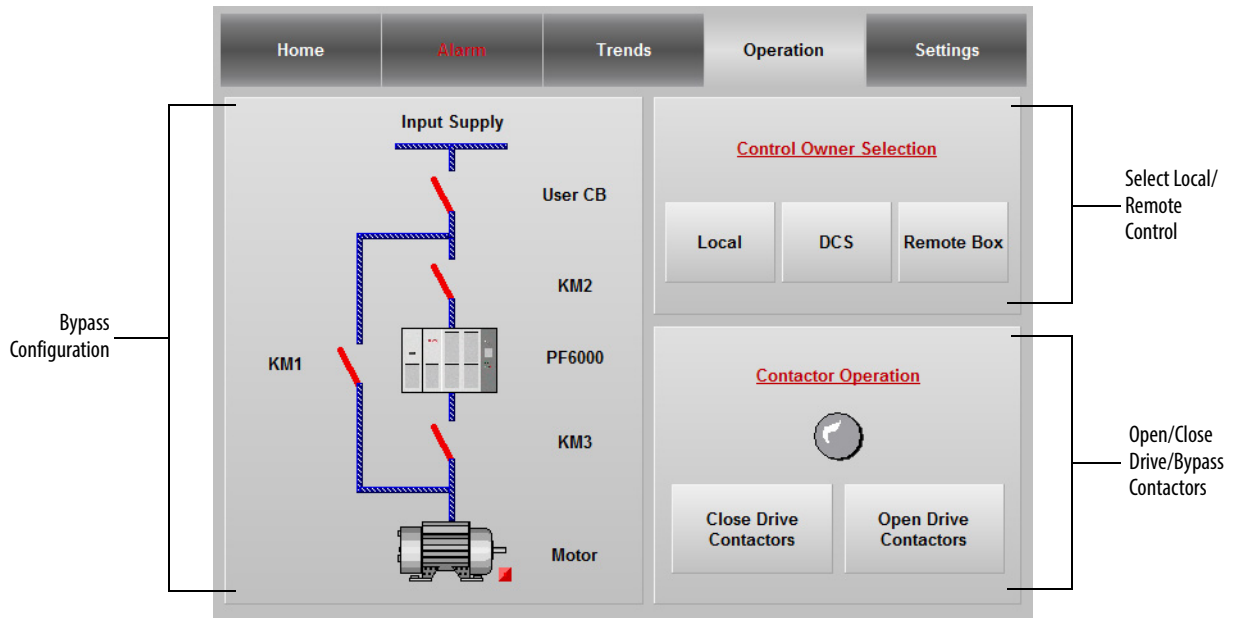 Home
Alarm
Trends
Operation
Settings
Input Supply
User CB
KM2
PF6000
KM1
KM3
Motor
Control Owner Selection
Local
DCS
Remote Box
Contactor Operation
Close Drive
Contactors
Open Drive
Contactors
Bypass
Configuration
Select Local/
Remote
Control
Open/Close
Drive/Bypass
Contactors